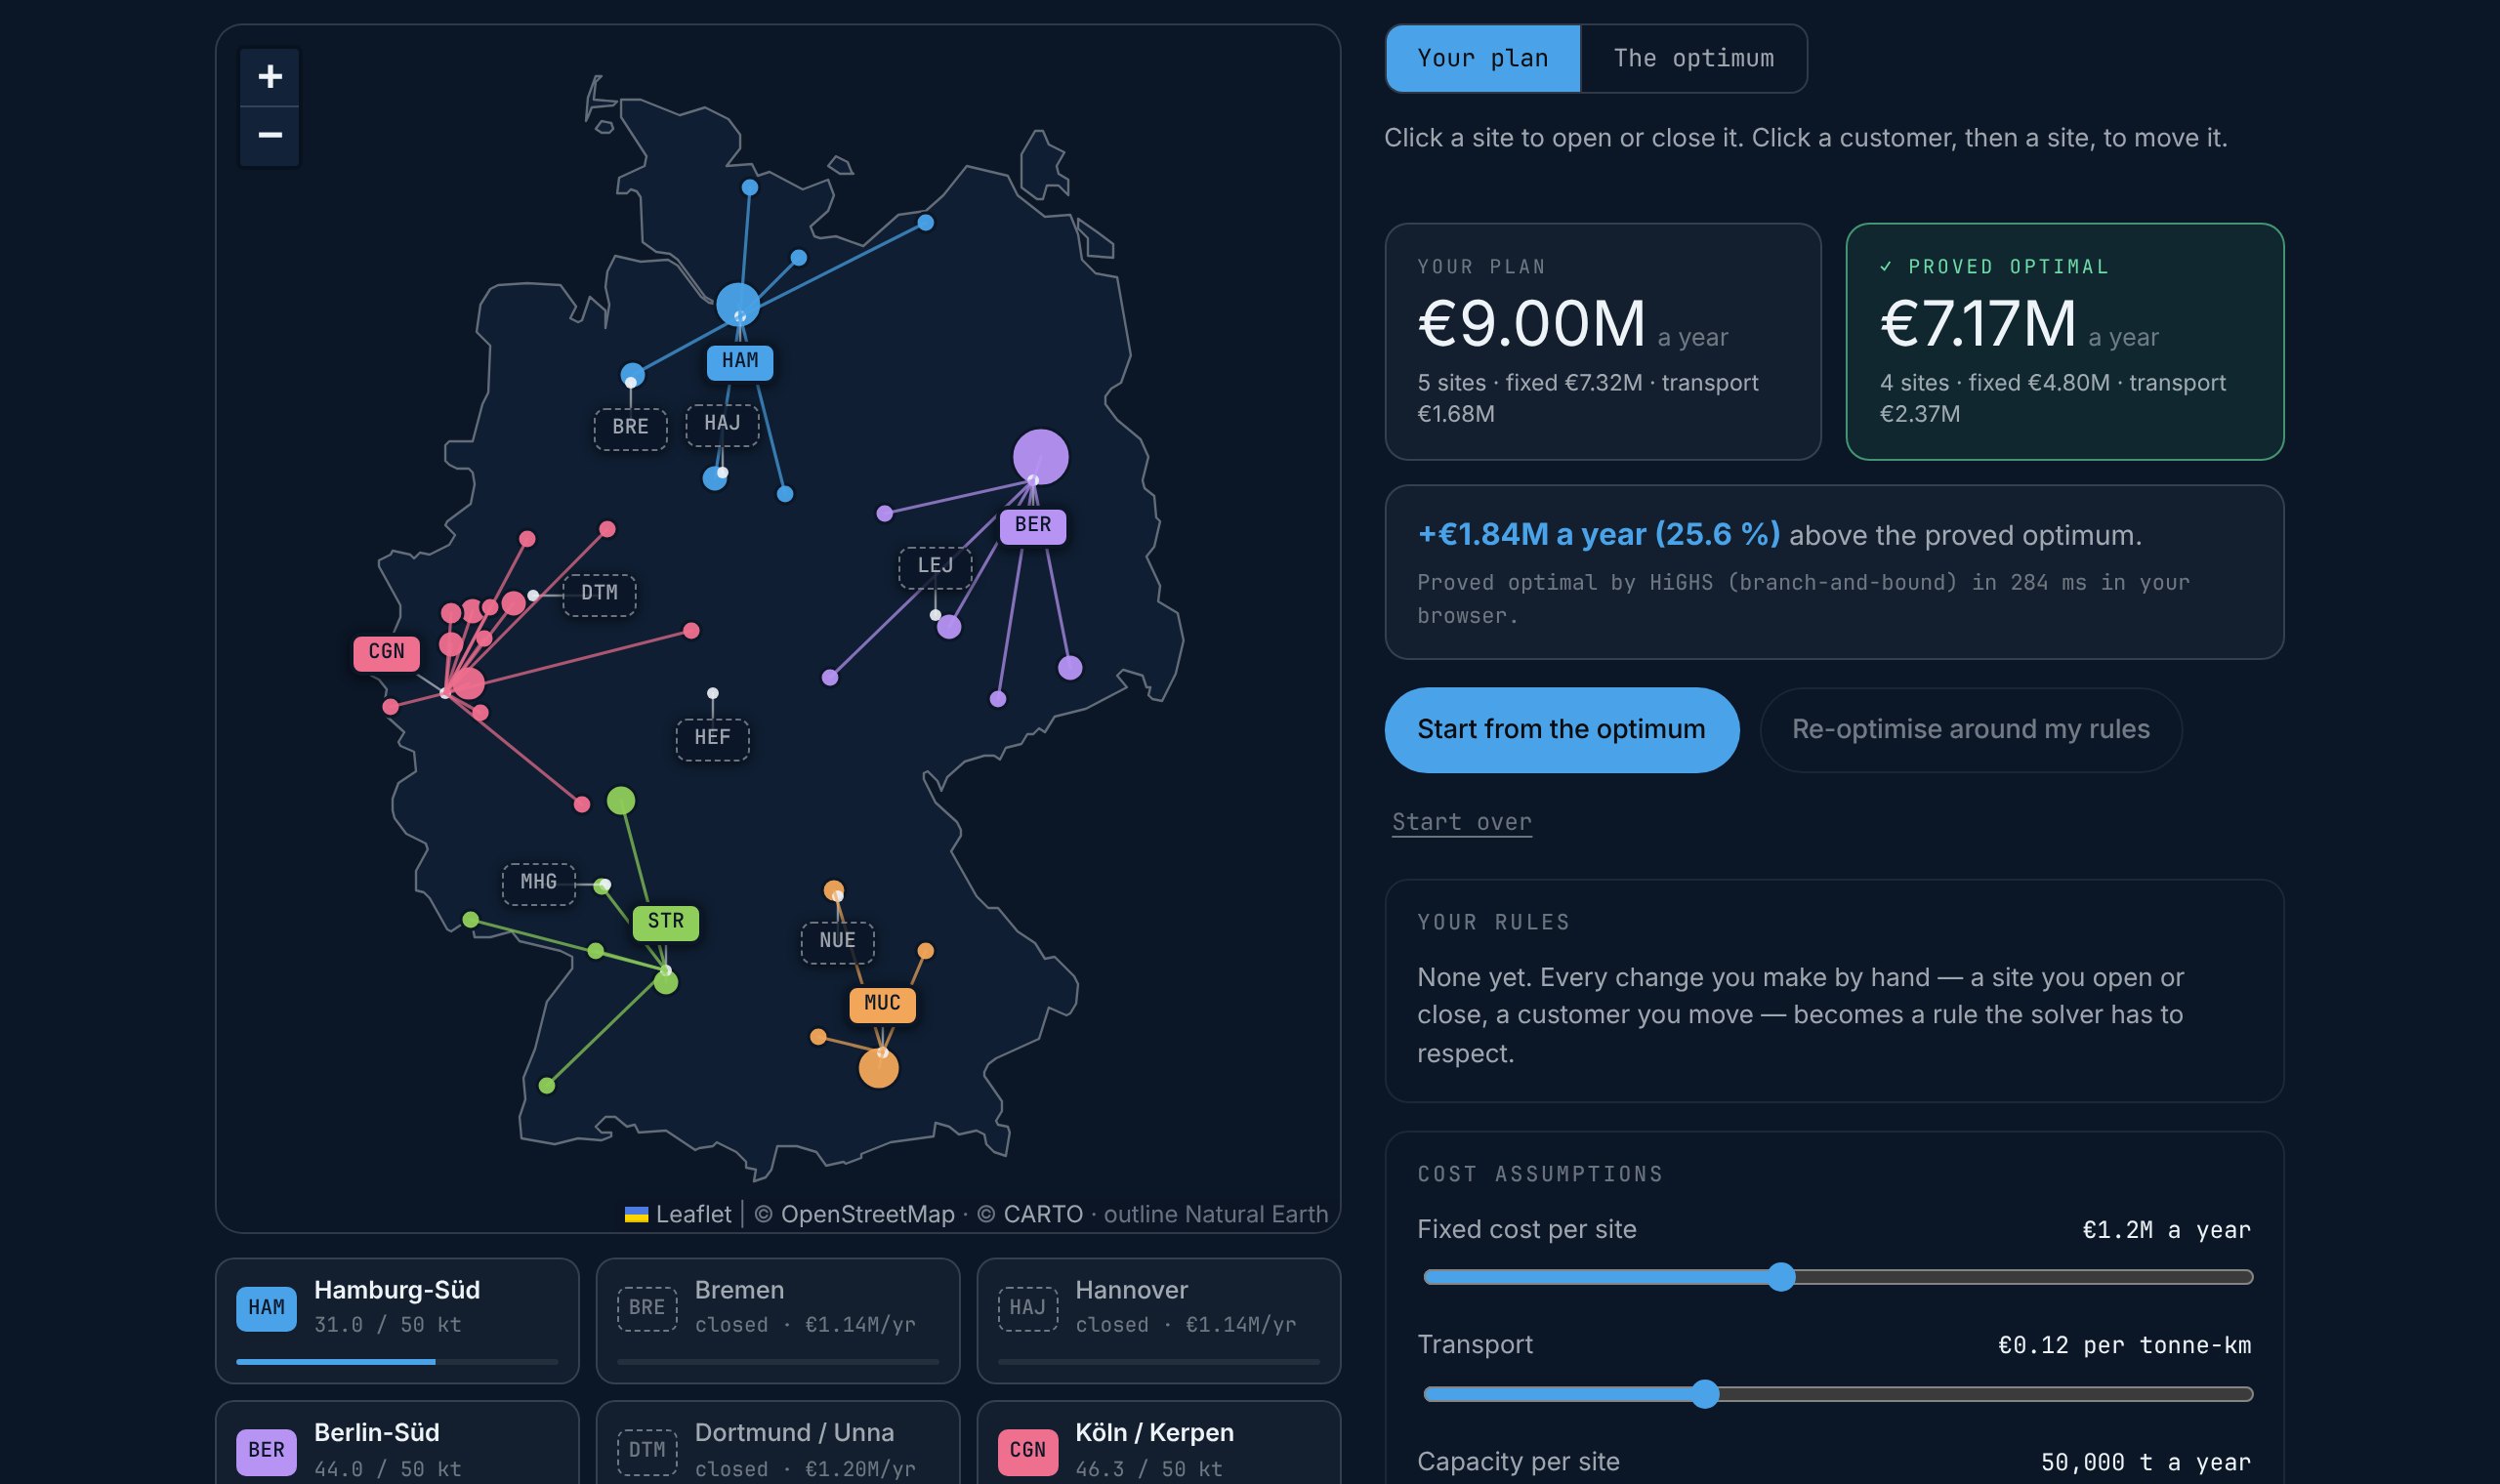 +
−
HAM
BRE
HAJ
BER
LEJ
DTM
CGN
HEF
MHG
STR
NUE
MUC
Leaflet | © OpenStreetMap · © CARTO · outline Natural Earth
HAM
Hamburg-Süd
31.0 / 50 kt
BRE
Bremen
closed · €1.14M/yr
HAJ
Hannover
closed · €1.14M/yr
BER
Berlin-Süd
44.0 / 50 kt
DTM
Dortmund / Unna
closed · €1.20M/yr
CGN
Köln / Kerpen
46.3 / 50 kt
Your plan
The optimum
Click a site to open or close it. Click a customer, then a site, to move it.
YOUR PLAN
€9.00M a year
5 sites · fixed €7.32M · transport
€1.68M
✓ PROVED OPTIMAL
€7.17M a year
4 sites · fixed €4.80M · transport
€2.37M
+€1.84M a year (25.6 %) above the proved optimum.
Proved optimal by HiGHS (branch-and-bound) in 284 ms in your
browser.
Start from the optimum
Re-optimise around my rules
Start over
YOUR RULES
None yet. Every change you make by hand — a site you open or
close, a customer you move — becomes a rule the solver has to
respect.
COST ASSUMPTIONS
Fixed cost per site
€1.2M a year
Transport
€0.12 per tonne-km
Capacity per site
50,000 t a year